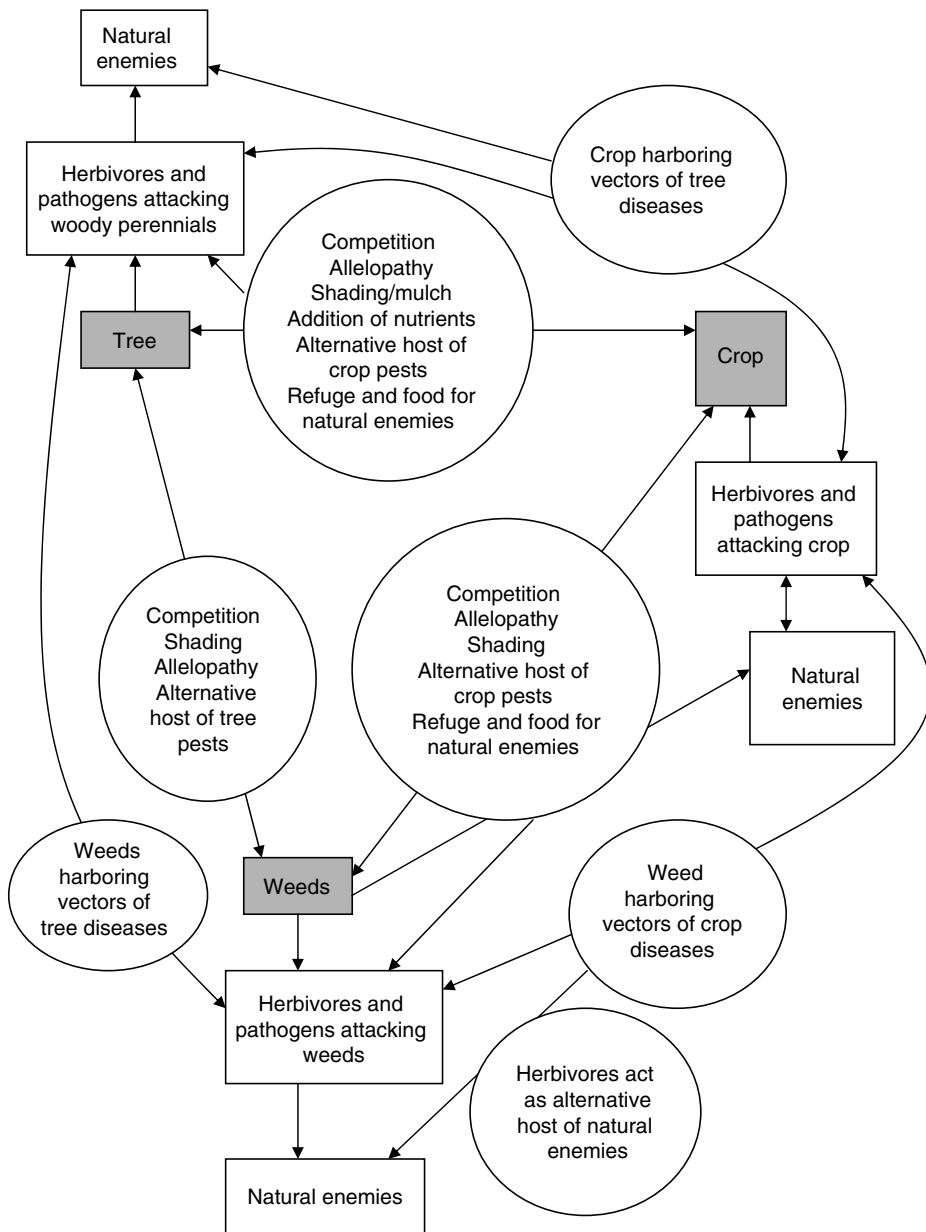 Natural
enemies
Crop harboring
vectors of tree
diseases
Herbivores and
pathogens attacking
woody perennials
Competition
Allelopathy
Shading/mulch
Addition of nutrients
Alternative host of
crop pests
Refuge and food for
natural enemies
Tree
Crop
Herbivores and
pathogens
attacking crop
Competition
Shading
Allelopathy
Alternative
host of tree
pests
Competition
Allelopathy
Shading
Alternative host of
crop pests
Refuge and food for
natural enemies
Natural
enemies
Weeds
harboring
vectors of
tree diseases
Weeds
Weed
harboring
vectors of crop
diseases
Herbivores and
pathogens attacking
weeds
Herbivores act
as alternative
host of natural
enemies
Natural enemies